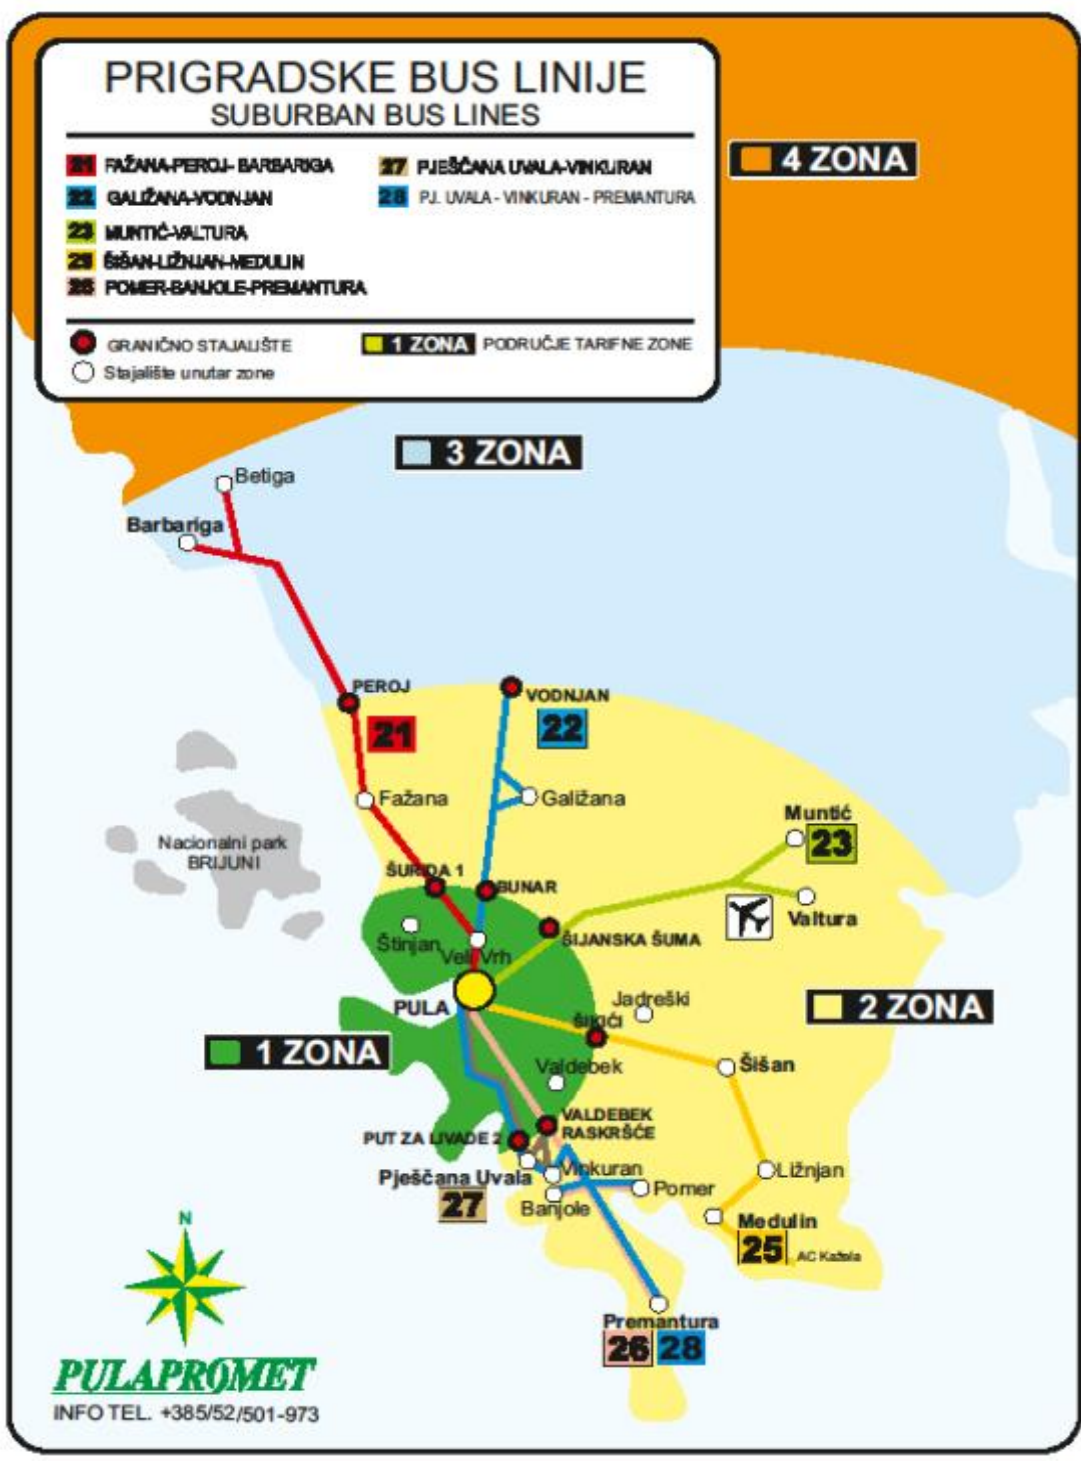 PRIGRADSKE BUS LINIJE
SUBURBAN BUS LINES
21 FAŽANA-PEROJ- BARBARIGA
22 GALIŽANA-VODNJAN
23 MUNTIĆ-VALTURA
25 ŠIŠAN-LIŽNJAN-MEDULIN
26 POMER-BANJOLE-PREMANTURA
27 PJEŠČANA UVALA-VINKURAN
28 PJ. UVALA - VINKURAN - PREMANTURA
GRANIČNO STAJALIŠTE
Stajalište unutar zone
1 ZONA PODRUČJE TARIFNE ZONE
4 ZONA
3 ZONA
Betiga
Barbariga
PEROJ
21
VODNJAN
22
Fažana
Galižana
Muntić
23
Nacionalni park
BRIJUNI
ŠURIDA 1
BUNAR
Valtura
Štinjan
Veli Vrh
ŠIJANSKA ŠUMA
PULA
Jadreški
2 ZONA
ŠIKIĆI
1 ZONA
Valdebek
Šišan
VALDEBEK
RASKRŠĆE
PUT ZA LIVADE 2
Pješčana Uvala
27
Vinkuran
Ližnjan
Banjole
Pomer
Medulin
25
AC Kažela
Premantura
26 28
N
PULAPROMET
INFO TEL. +385/52/501-973